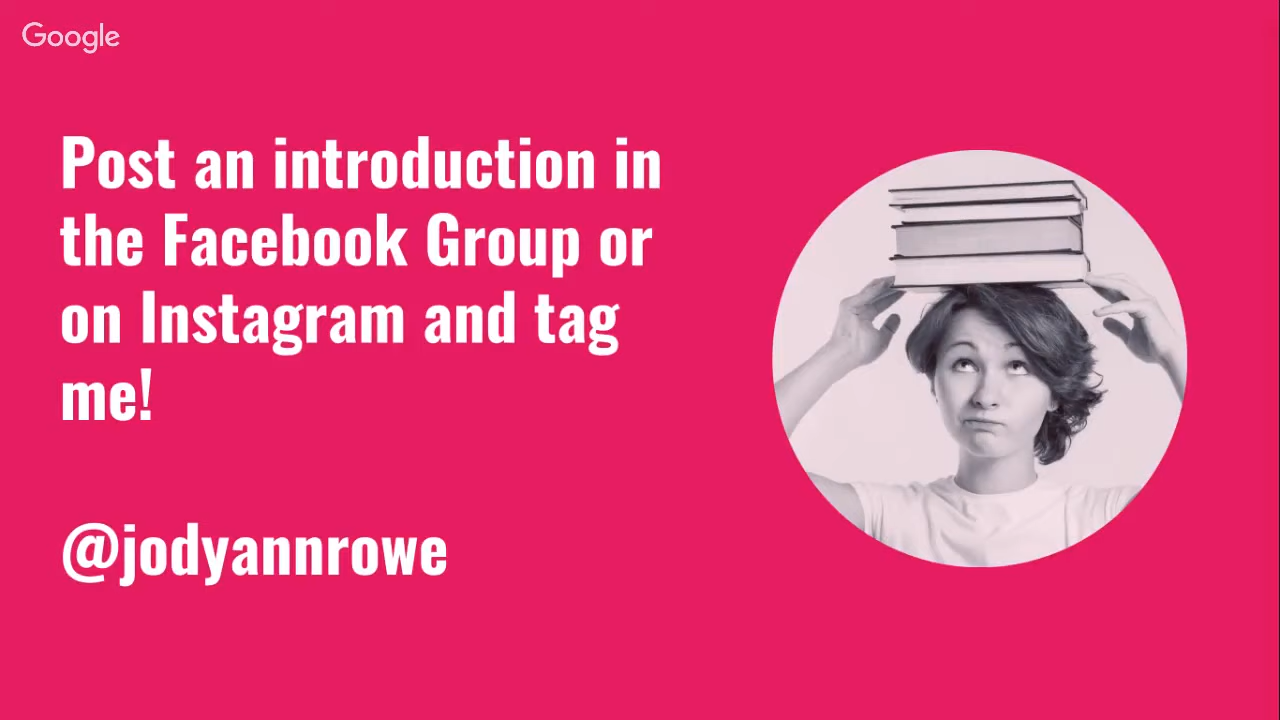 Google
Post an introduction in
the Facebook Group or
on Instagram and tag
me!
@jodyannrowe